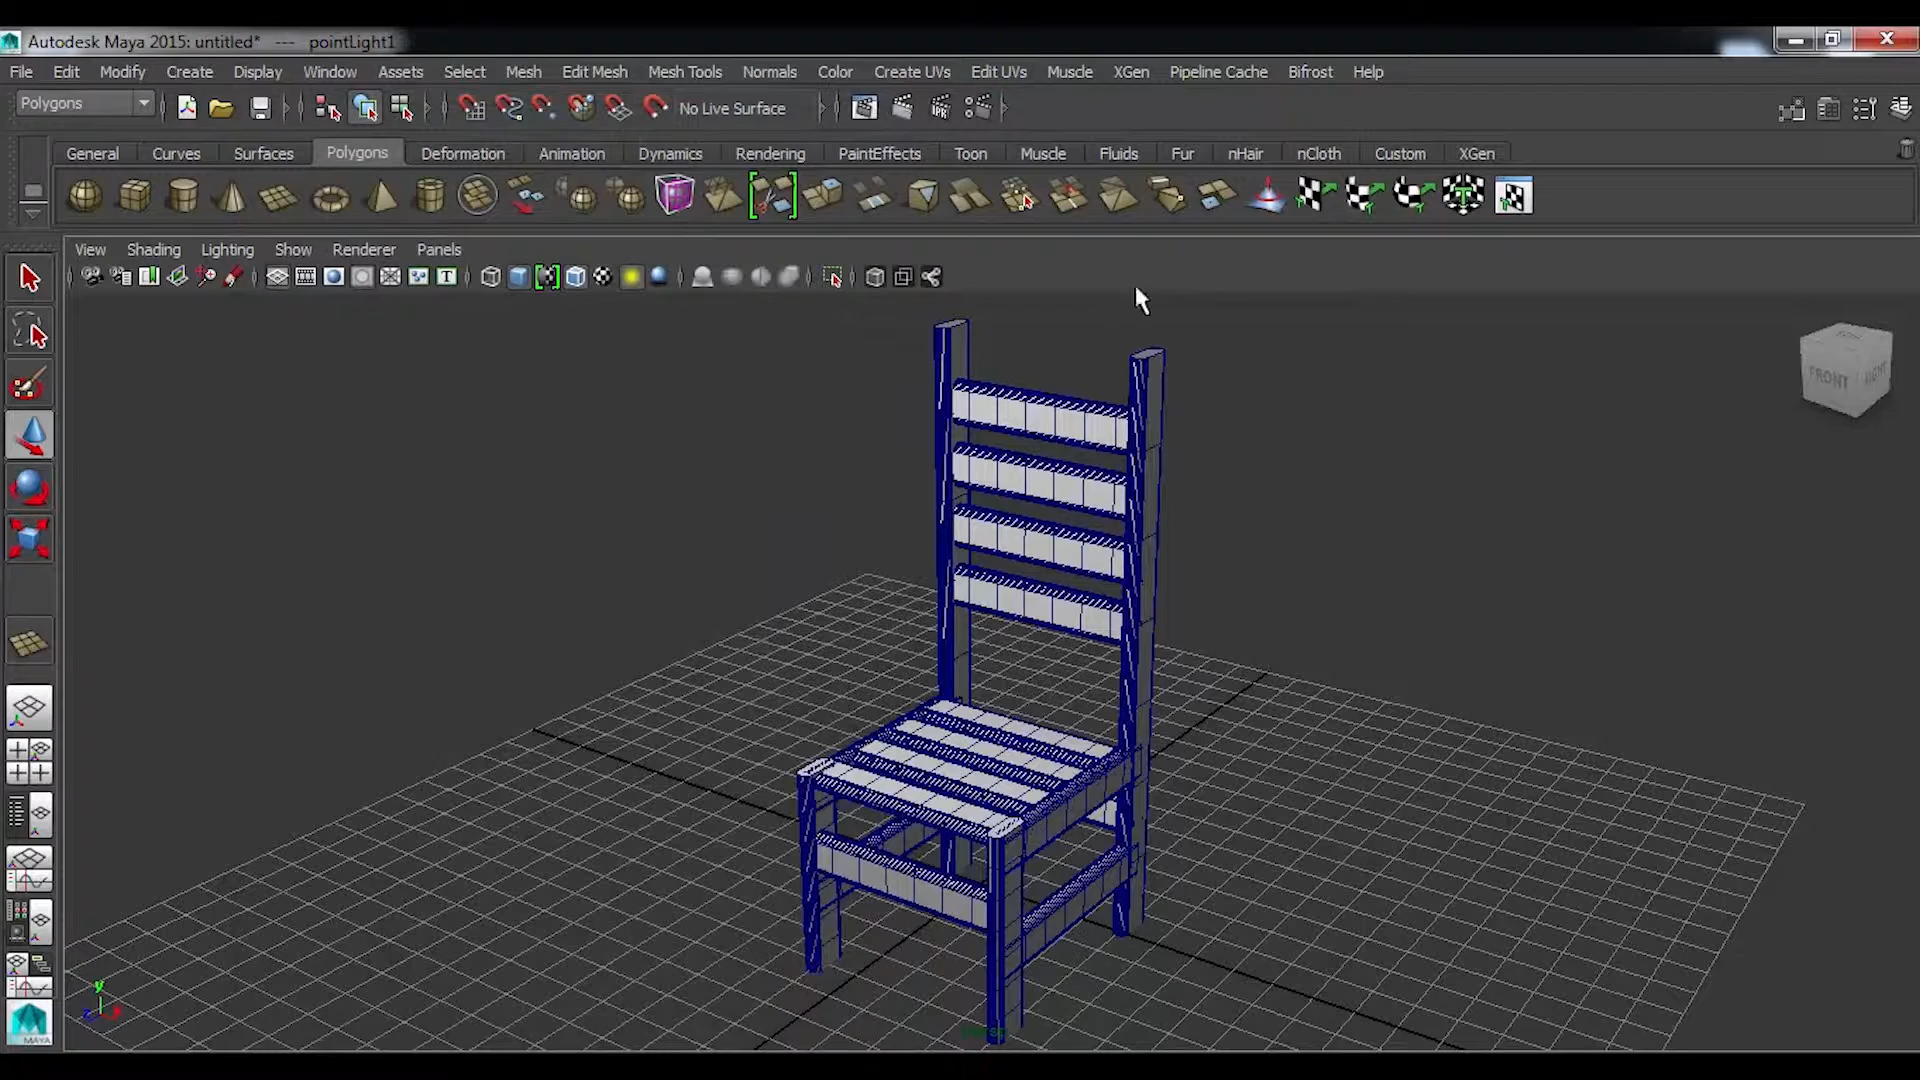 Autodesk Maya 2015: untitled* --- pointLight1
File Edit Modify Create Display Window Assets Select Mesh Edit Mesh Mesh Tools Normals Color Create UVs Edit UVs Muscle XGen Pipeline Cache Bifrost Help
Polygons No Live Surface IPR
General Curves Surfaces Polygons Deformation Animation Dynamics Rendering PaintEffects Toon Muscle Fluids Fur nHair nCloth Custom XGen
View Shading Lighting Show Renderer Panels
FRONT RIGHT
y
z
MAYA